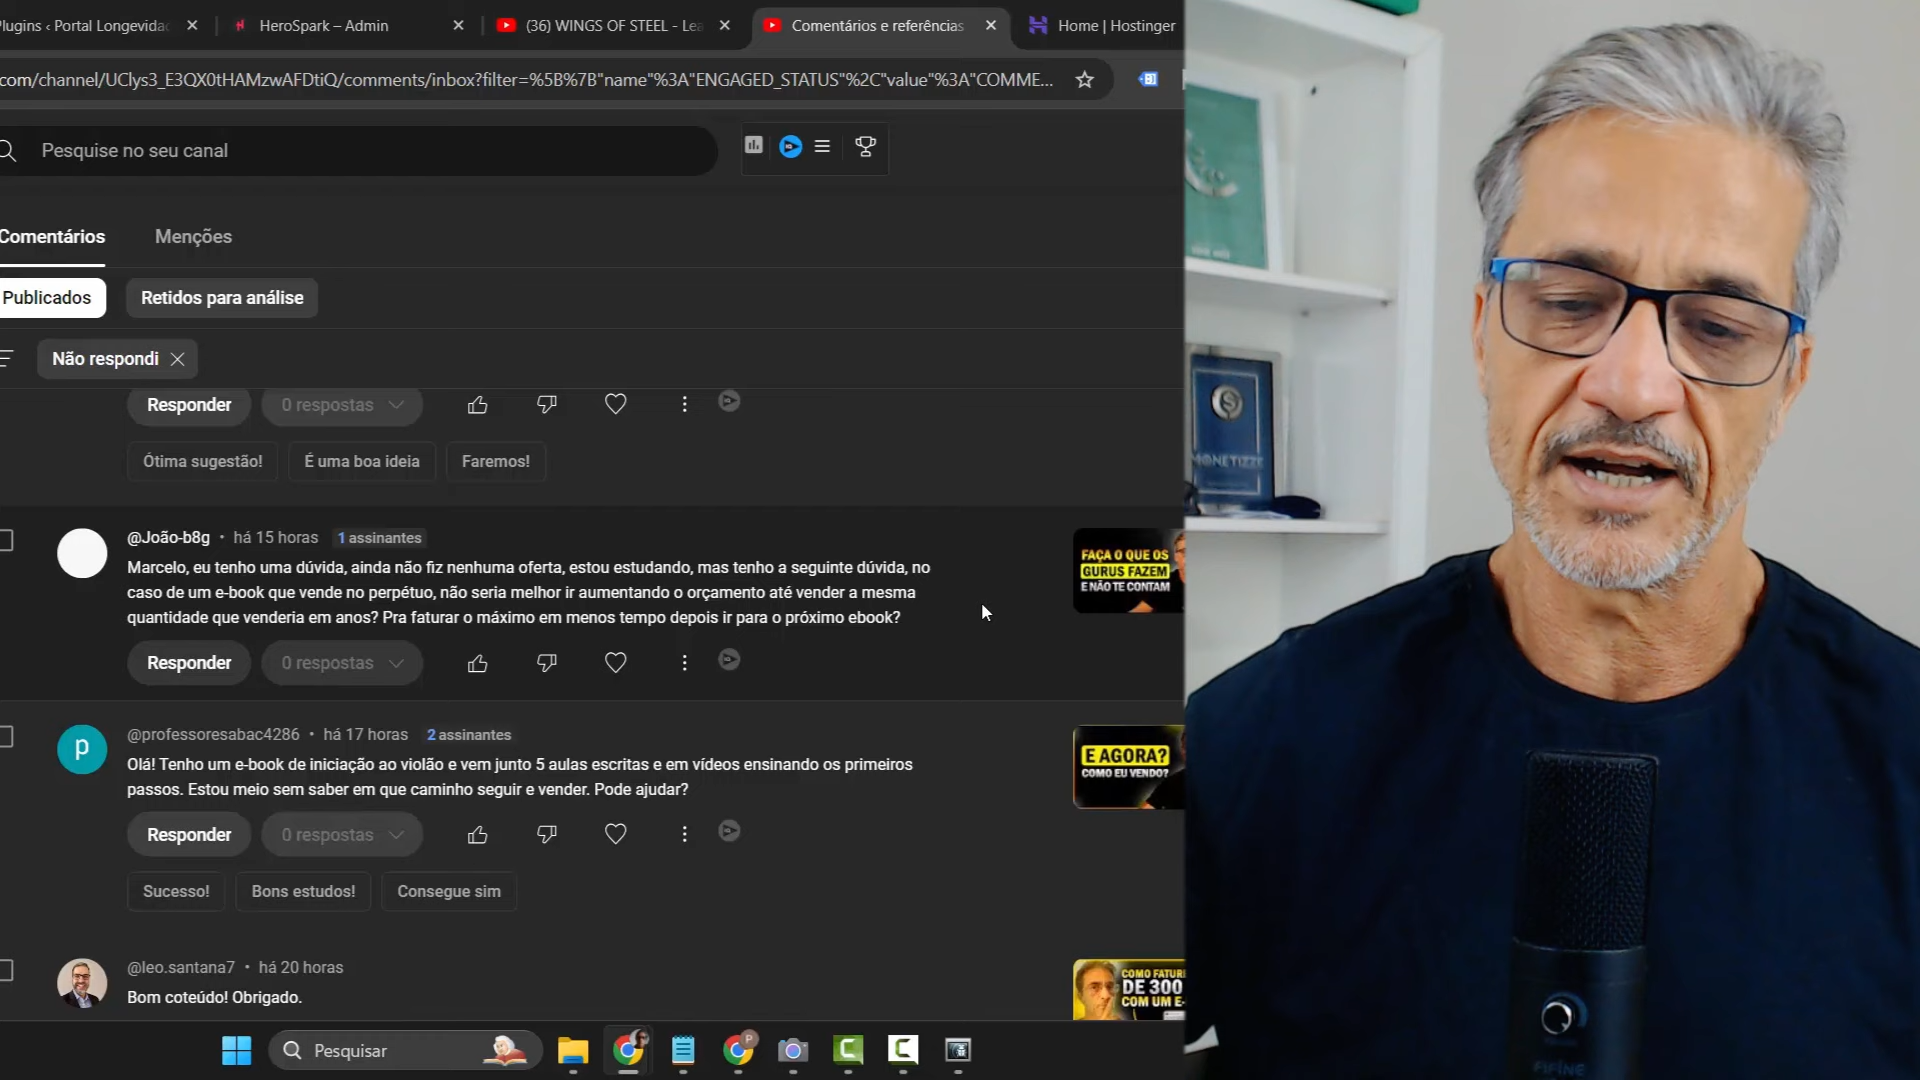 Plugins ‹ Portal Longevidad
HeroSpark – Admin
(36) WINGS OF STEEL - Lea
Comentários e referências
Home | Hostinger
com/channel/UClys3_E3QX0tHAMzwAFDtiQ/comments/inbox?filter=%5B%7B"name"%3A"ENGAGED_STATUS"%2C"value"%3A"COMME...
Pesquise no seu canal
Comentários
Menções
Publicados
Retidos para análise
Não respondi
Responder
0 respostas
Ótima sugestão!
É uma boa ideia
Faremos!
@João-b8g • há 15 horas 1 assinantes
Marcelo, eu tenho uma dúvida, ainda não fiz nenhuma oferta, estou estudando, mas tenho a seguinte dúvida, no
caso de um e-book que vende no perpétuo, não seria melhor ir aumentando o orçamento até vender a mesma
quantidade que venderia em anos? Pra faturar o máximo em menos tempo depois ir para o próximo ebook?
FAÇA O QUE OS
GURUS FAZEM
E NÃO TE CONTAM
Responder
0 respostas
p
@professoresabac4286 • há 17 horas 2 assinantes
Olá! Tenho um e-book de iniciação ao violão e vem junto 5 aulas escritas e em vídeos ensinando os primeiros
passos. Estou meio sem saber em que caminho seguir e vender. Pode ajudar?
E AGORA?
COMO EU VENDO?
Responder
0 respostas
Sucesso!
Bons estudos!
Consegue sim
@leo.santana7 • há 20 horas
Bom coteúdo! Obrigado.
COMO FATUR
DE 300
COM UM E-
Pesquisar
MONETIZZE
FIFINE